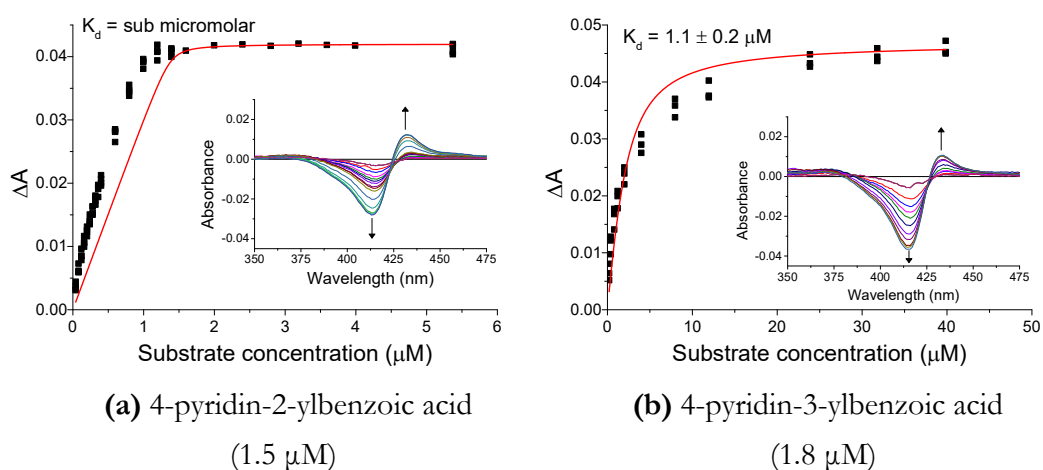 K_d = sub micromolar
ΔA
0.04
0.03
0.02
0.01
0.00
0 1 2 3 4 5 6
Substrate concentration (μM)
Absorbance
0.02
0.00
-0.02
-0.04
350 375 400 425 450 475
Wavelength (nm)
(a) 4-pyridin-2-ylbenzoic acid
(1.5 μM)
K_d = 1.1 ± 0.2 μM
ΔA
0.05
0.04
0.03
0.02
0.01
0.00
0 10 20 30 40 50
Substrate concentration (μM)
Absorbance
0.02
0.00
-0.02
-0.04
350 375 400 425 450 475
Wavelength (nm)
(b) 4-pyridin-3-ylbenzoic acid
(1.8 μM)